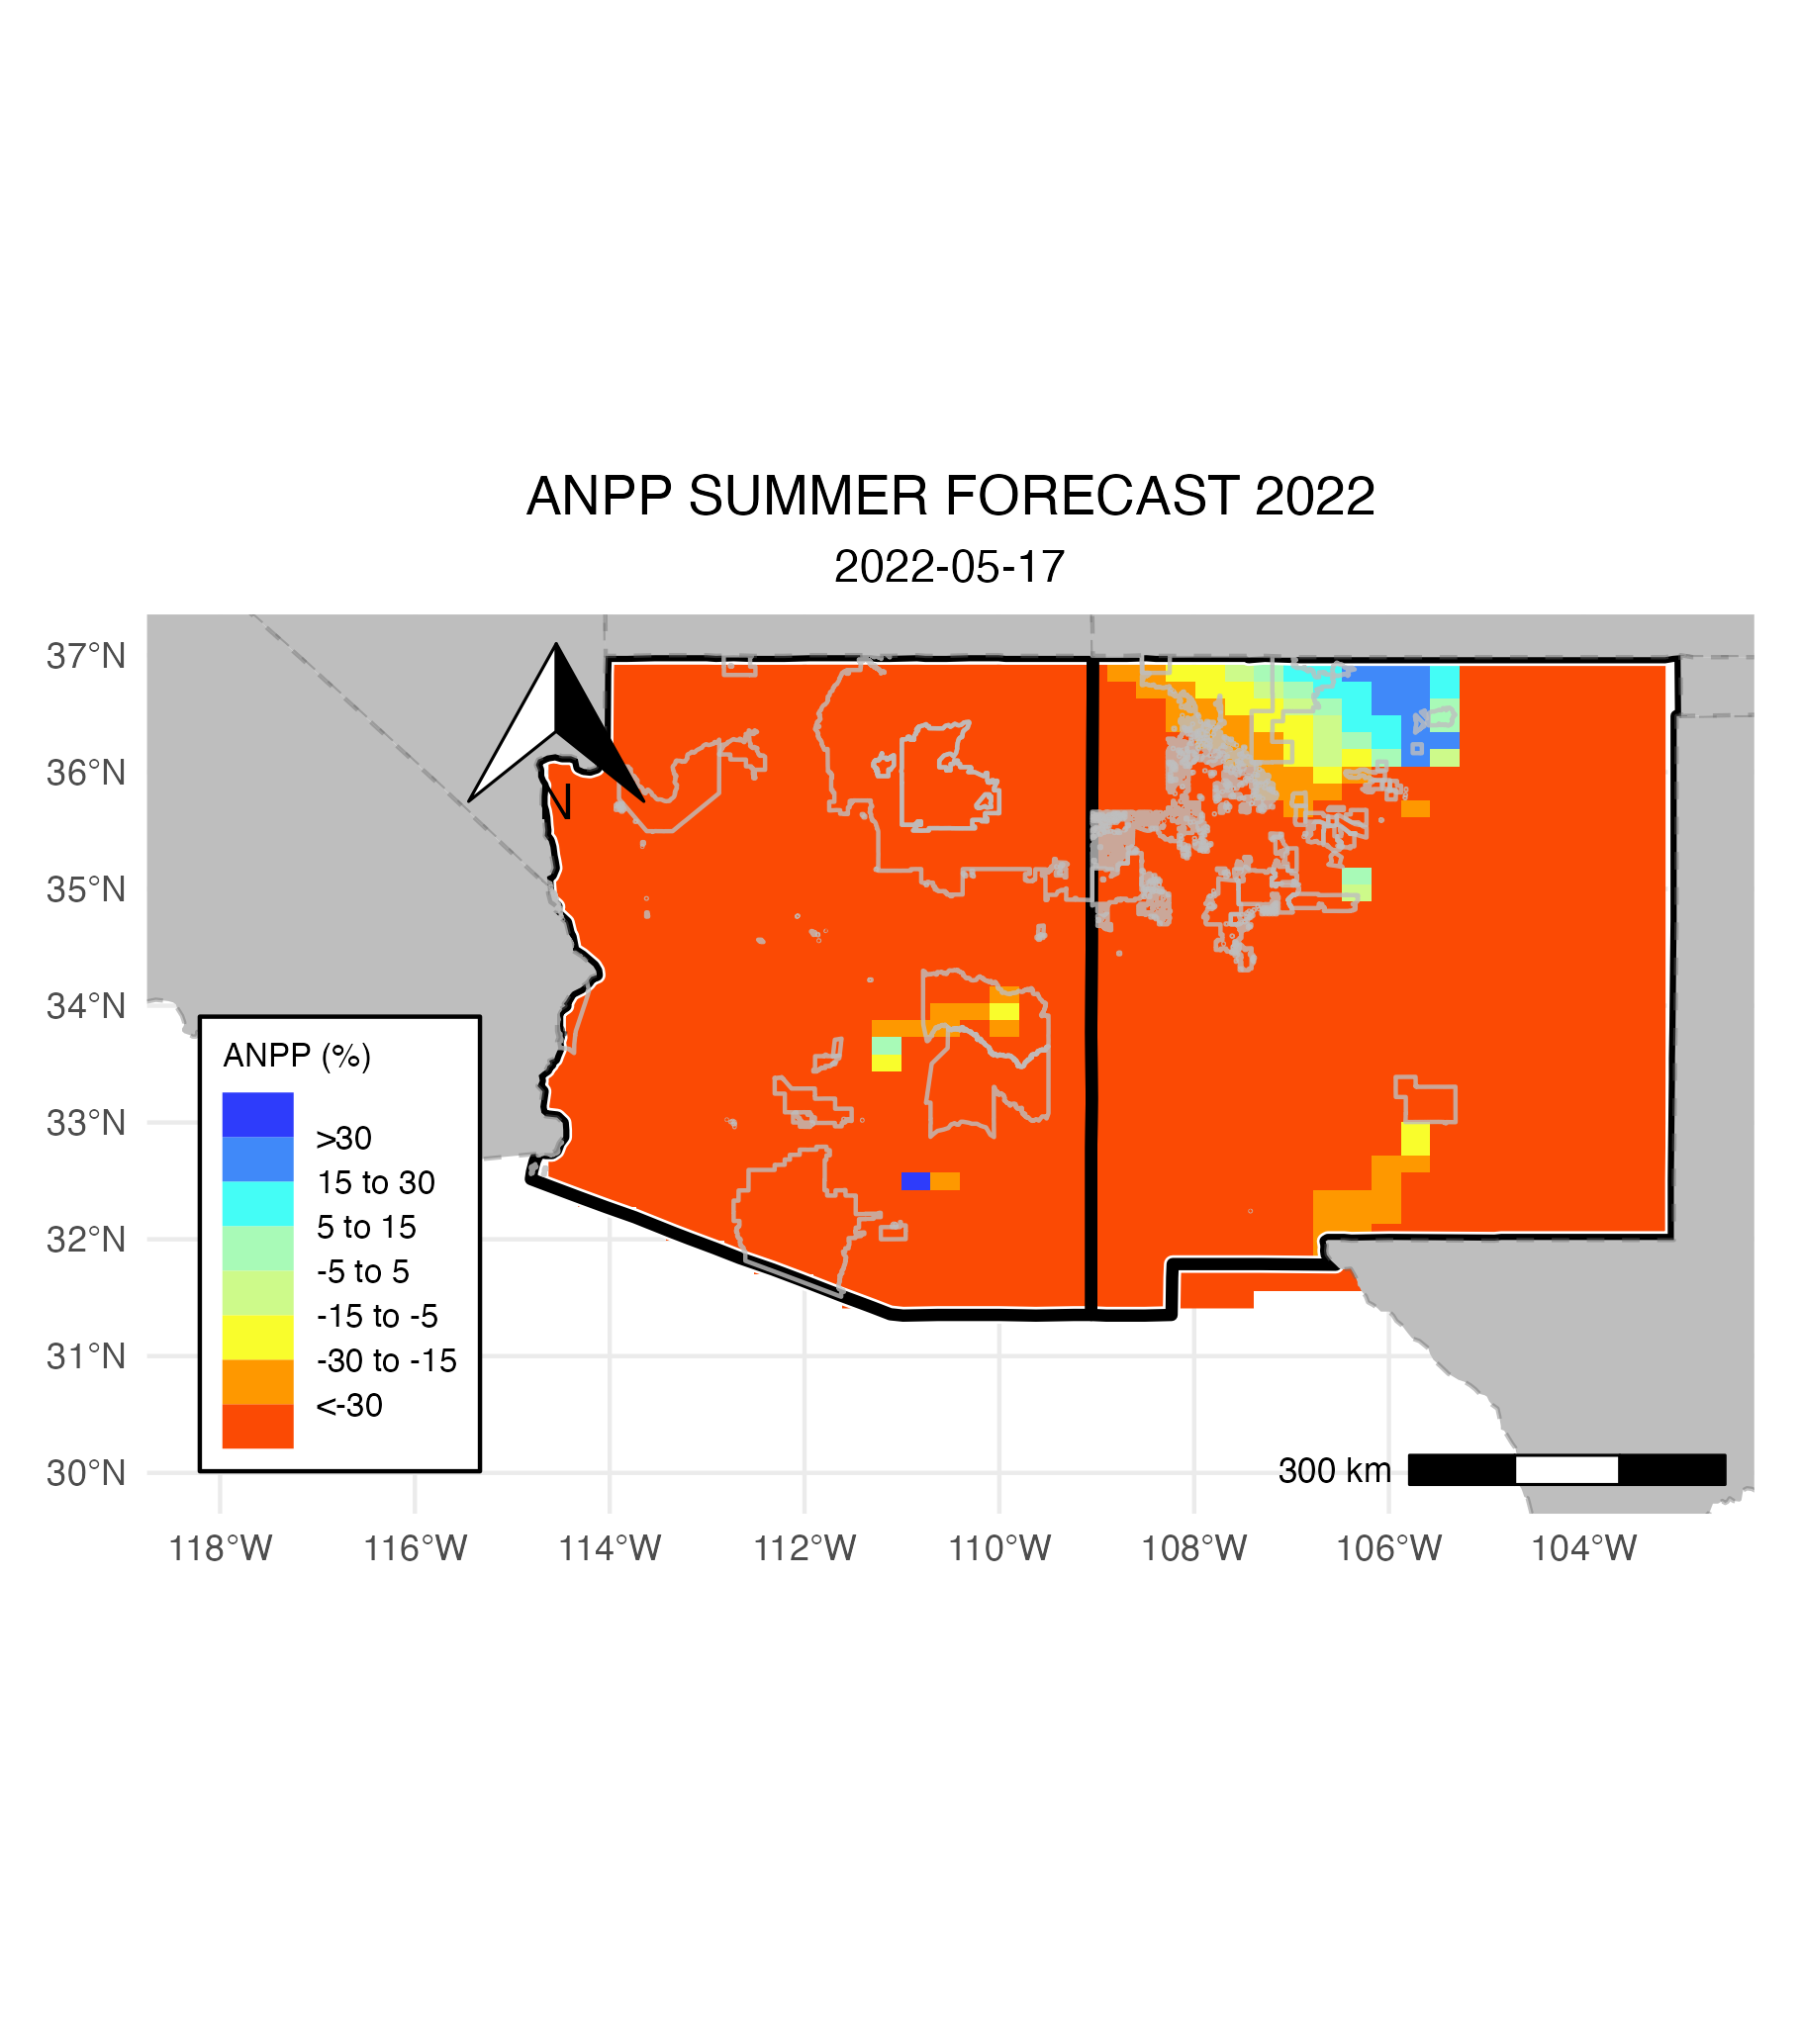 ANPP SUMMER FORECAST 2022
2022-05-17
37°N
36°N
35°N
34°N
33°N
32°N
31°N
30°N
N
ANPP (%)
>30
15 to 30
5 to 15
-5 to 5
-15 to -5
-30 to -15
<-30
300 km
118°W 116°W 114°W 112°W 110°W 108°W 106°W 104°W